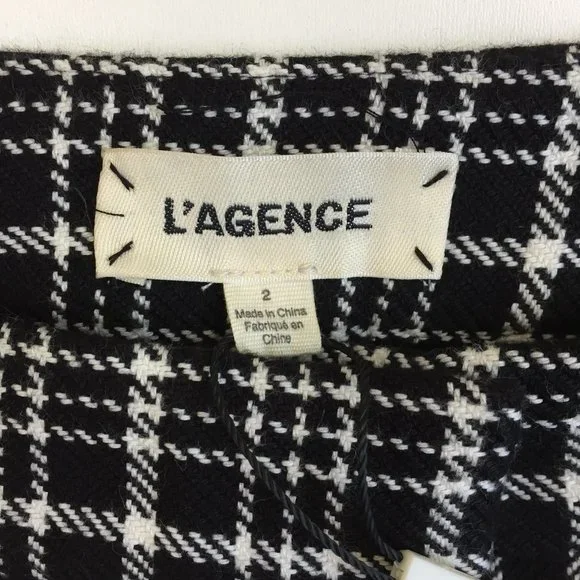 L'AGENCE
2
Made in China
Fabriqué en
Chine